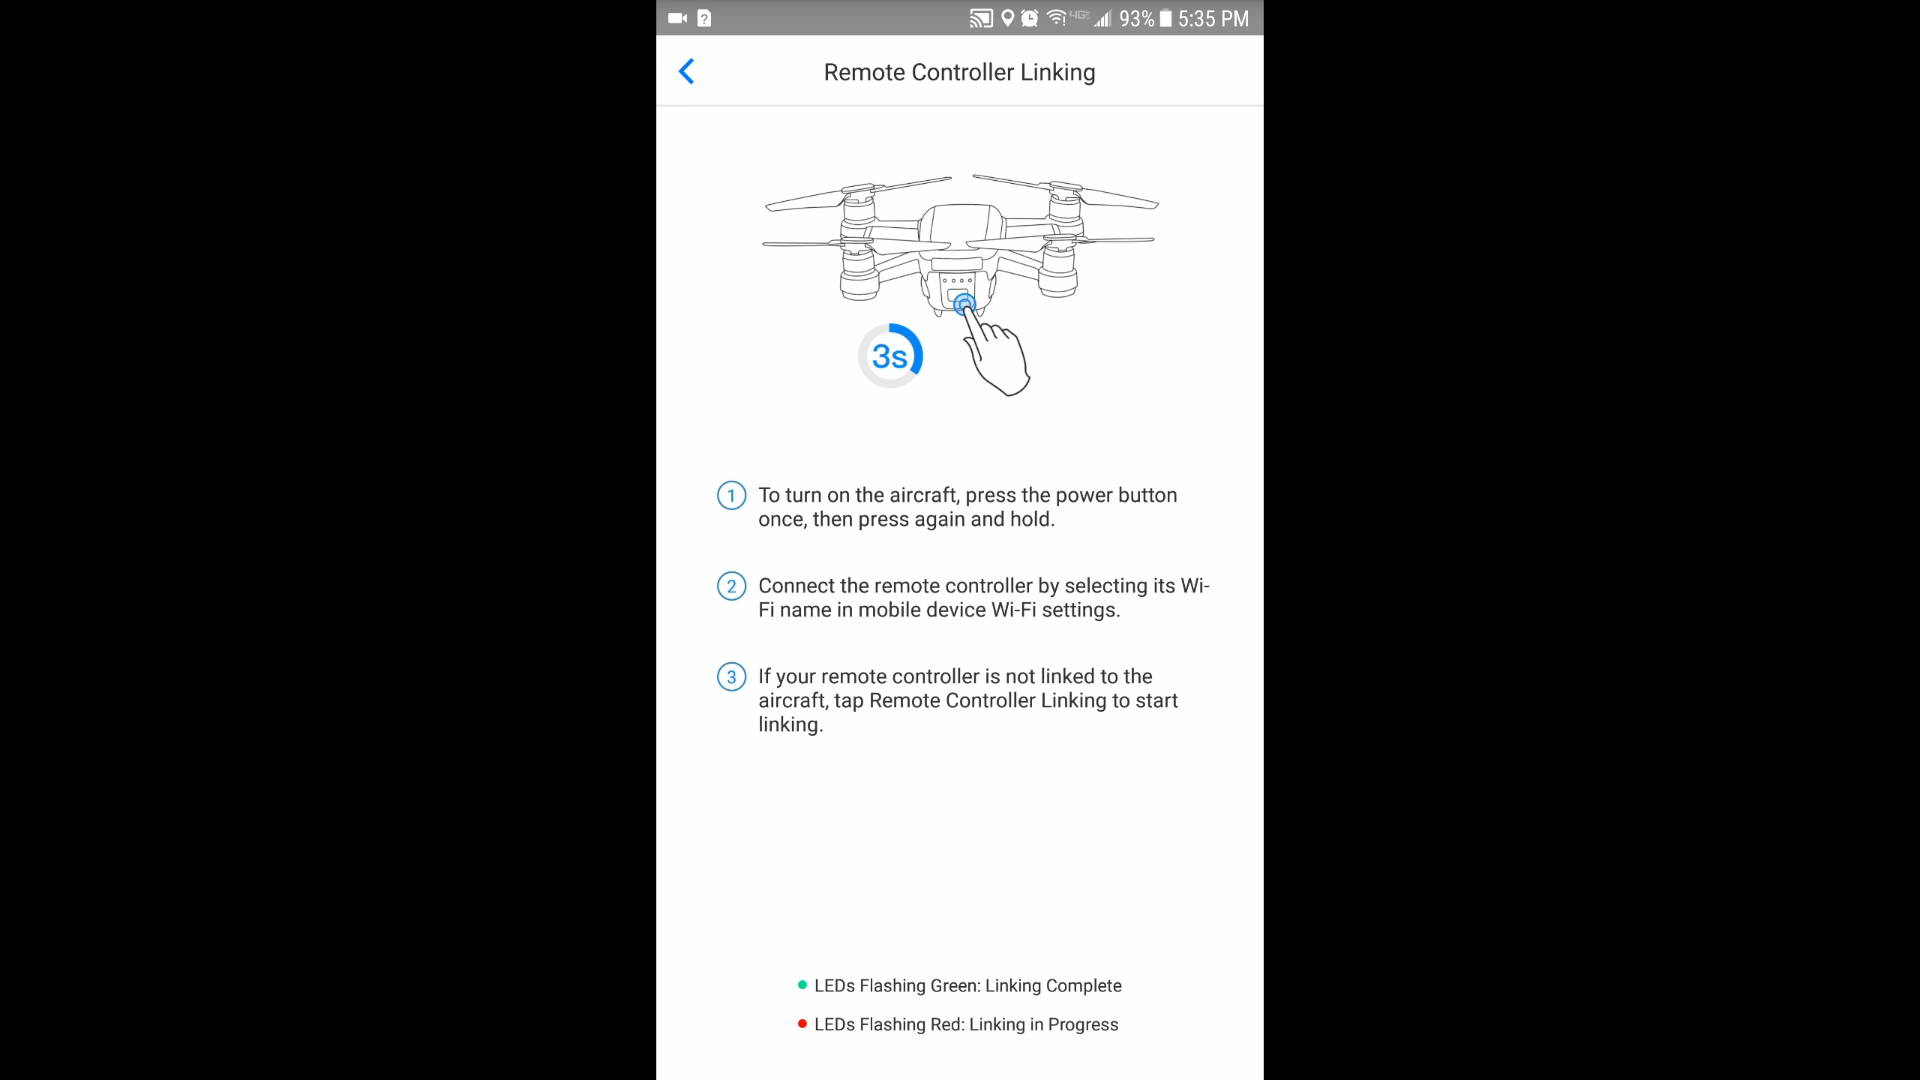 93% 5:35 PM
Remote Controller Linking
3s
1 To turn on the aircraft, press the power button
once, then press again and hold.
2 Connect the remote controller by selecting its Wi-
Fi name in mobile device Wi-Fi settings.
3 If your remote controller is not linked to the
aircraft, tap Remote Controller Linking to start
linking.
LEDs Flashing Green: Linking Complete
LEDs Flashing Red: Linking in Progress